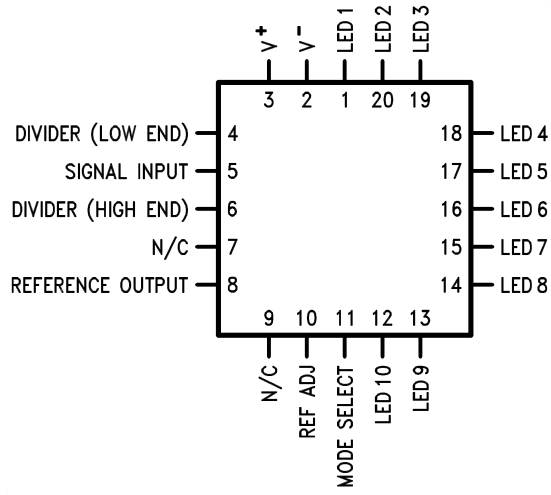 V+
V-
LED 1
LED 2
LED 3
3
2
1
20
19
DIVIDER (LOW END)
4
18
LED 4
SIGNAL INPUT
5
17
LED 5
DIVIDER (HIGH END)
6
16
LED 6
N/C
7
15
LED 7
REFERENCE OUTPUT
8
14
LED 8
9
10
11
12
13
N/C
REF ADJ
MODE SELECT
LED 10
LED 9